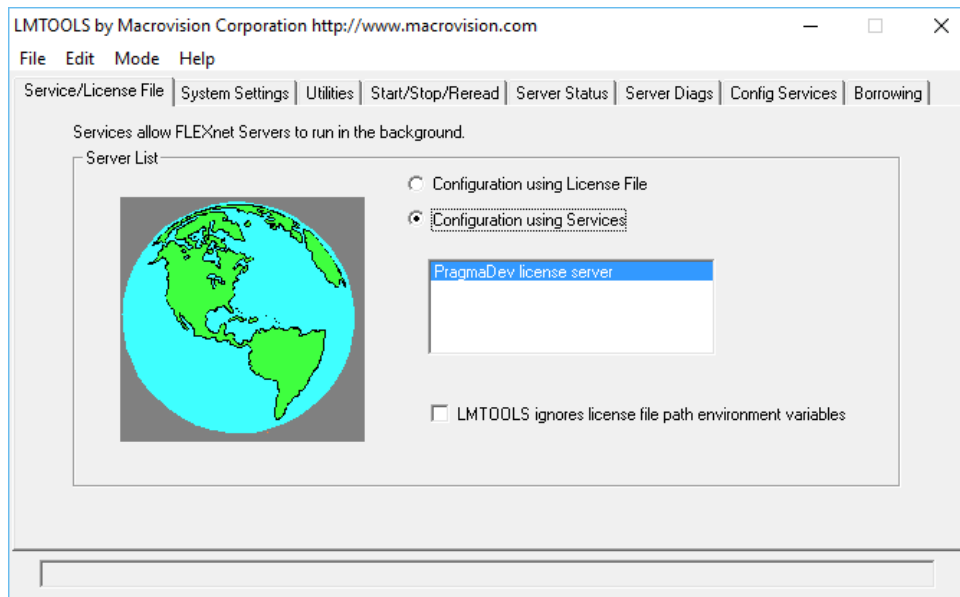 LMTOOLS by Macrovision Corporation http://www.macrovision.com
File Edit Mode Help
Service/License File System Settings Utilities Start/Stop/Reread Server Status Server Diags Config Services Borrowing
Services allow FLEXnet Servers to run in the background.
Server List
Configuration using License File
Configuration using Services
PragmaDev license server
LMTOOLS ignores license file path environment variables